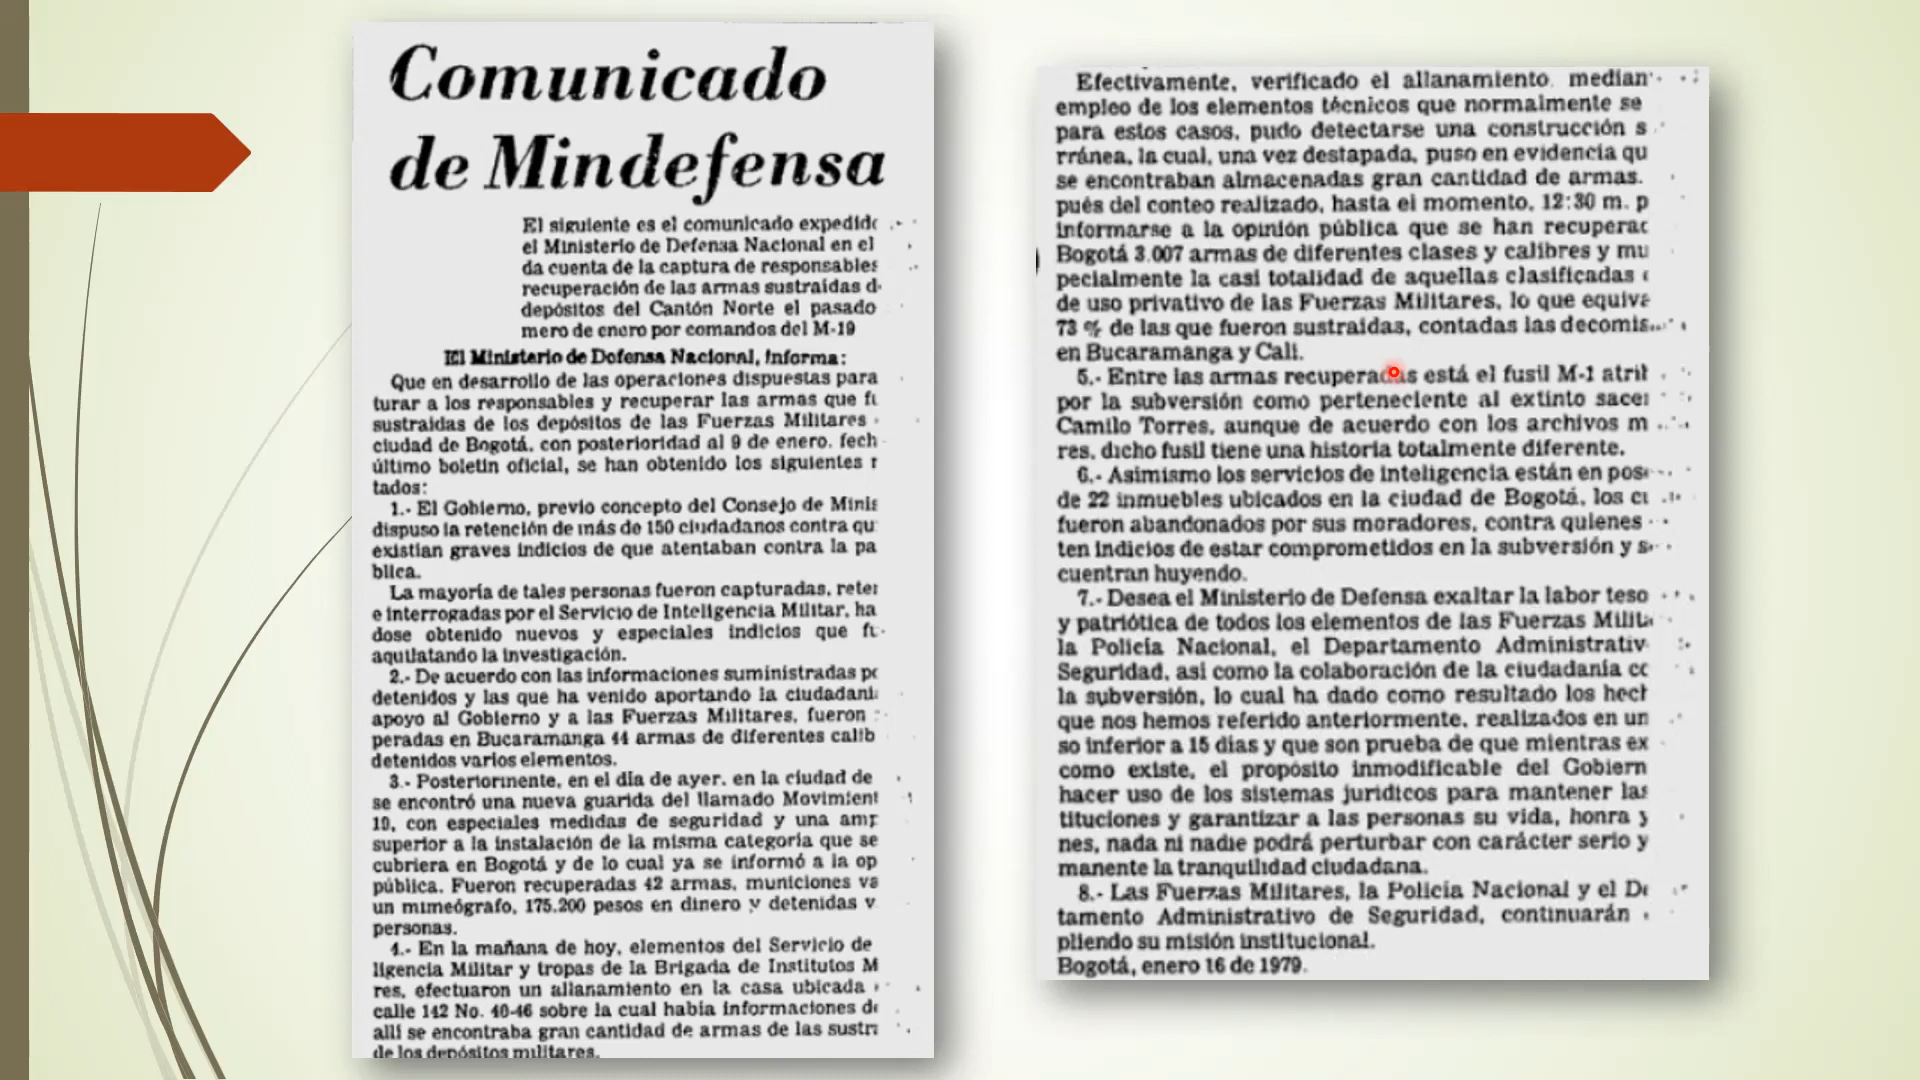 Comunicado
de Mindefensa
El siguiente es el comunicado expedido
el Ministerio de Defensa Nacional en el
da cuenta de la captura de responsables
recuperación de las armas sustraídas d
depósitos del Cantón Norte el pasado
mero de enero por comandos del M-19
El Ministerio de Defensa Nacional, informa:
Que en desarrollo de las operaciones dispuestas para
turar a los responsables y recuperar las armas que fu
sustraídas de los depósitos de las Fuerzas Militares
ciudad de Bogotá, con posterioridad al 9 de enero, fech
último boletín oficial, se han obtenido los siguientes r
tados:
1.- El Gobierno, previo concepto del Consejo de Minis
dispuso la retención de más de 150 ciudadanos contra qu
existían graves indicios de que atentaban contra la pa
blica.
La mayoría de tales personas fueron capturadas, reten
e interrogadas por el Servicio de Inteligencia Militar, ha
dose obtenido nuevos y especiales indicios que fu
aquilatando la investigación.
2.- De acuerdo con las informaciones suministradas po
detenidos y las que ha venido aportando la ciudadanía
apoyo al Gobierno y a las Fuerzas Militares, fueron
peradas en Bucaramanga 44 armas de diferentes calib
detenidos varios elementos.
3.- Posteriormente, en el día de ayer, en la ciudad de
se encontró una nueva guarida del llamado Movimient
19, con especiales medidas de seguridad y una amp
superior a la instalación de la misma categoría que se
cubriera en Bogotá y de lo cual ya se informó a la op
pública. Fueron recuperadas 42 armas, municiones va
un mimeógrafo, 175.200 pesos en dinero y detenidas v
personas.
4.- En la mañana de hoy, elementos del Servicio de
ligencia Militar y tropas de la Brigada de Institutos M
res, efectuaron un allanamiento en la casa ubicada
calle 142 No. 40-46 sobre la cual había informaciones de
allí se encontraba gran cantidad de armas de las sustra
de los depósitos militares.
Efectivamente, verificado el allanamiento, median
empleo de los elementos técnicos que normalmente se
para estos casos, pudo detectarse una construcción s
rránea, la cual, una vez destapada, puso en evidencia qu
se encontraban almacenadas gran cantidad de armas.
pués del conteo realizado, hasta el momento, 12:30 m. p
informarse a la opinión pública que se han recuperac
Bogotá 3.007 armas de diferentes clases y calibres y mu
pecialmente la casi totalidad de aquellas clasificadas
de uso privativo de las Fuerzas Militares, lo que equiva
73 % de las que fueron sustraídas, contadas las decomis
en Bucaramanga y Cali.
5.- Entre las armas recuperadas está el fusil M-1 atrib
por la subversión como perteneciente al extinto sacer
Camilo Torres, aunque de acuerdo con los archivos m
res, dicho fusil tiene una historia totalmente diferente.
6.- Asimismo los servicios de inteligencia están en pose
de 22 inmuebles ubicados en la ciudad de Bogotá, los cu
fueron abandonados por sus moradores, contra quienes
ten indicios de estar comprometidos en la subversión y s
cuentran huyendo.
7.- Desea el Ministerio de Defensa exaltar la labor teso
y patriótica de todos los elementos de las Fuerzas Milita
la Policía Nacional, el Departamento Administrativ
Seguridad, así como la colaboración de la ciudadanía co
la subversión, lo cual ha dado como resultado los hech
que nos hemos referido anteriormente, realizados en un
so inferior a 15 días y que son prueba de que mientras ex
como existe, el propósito inmodificable del Gobiern
hacer uso de los sistemas jurídicos para mantener las
tituciones y garantizar a las personas su vida, honra y
nes, nada ni nadie podrá perturbar con carácter serio y
manente la tranquilidad ciudadana.
8.- Las Fuerzas Militares, la Policía Nacional y el De
tamento Administrativo de Seguridad, continuarán
pliendo su misión institucional.
Bogotá, enero 16 de 1979.